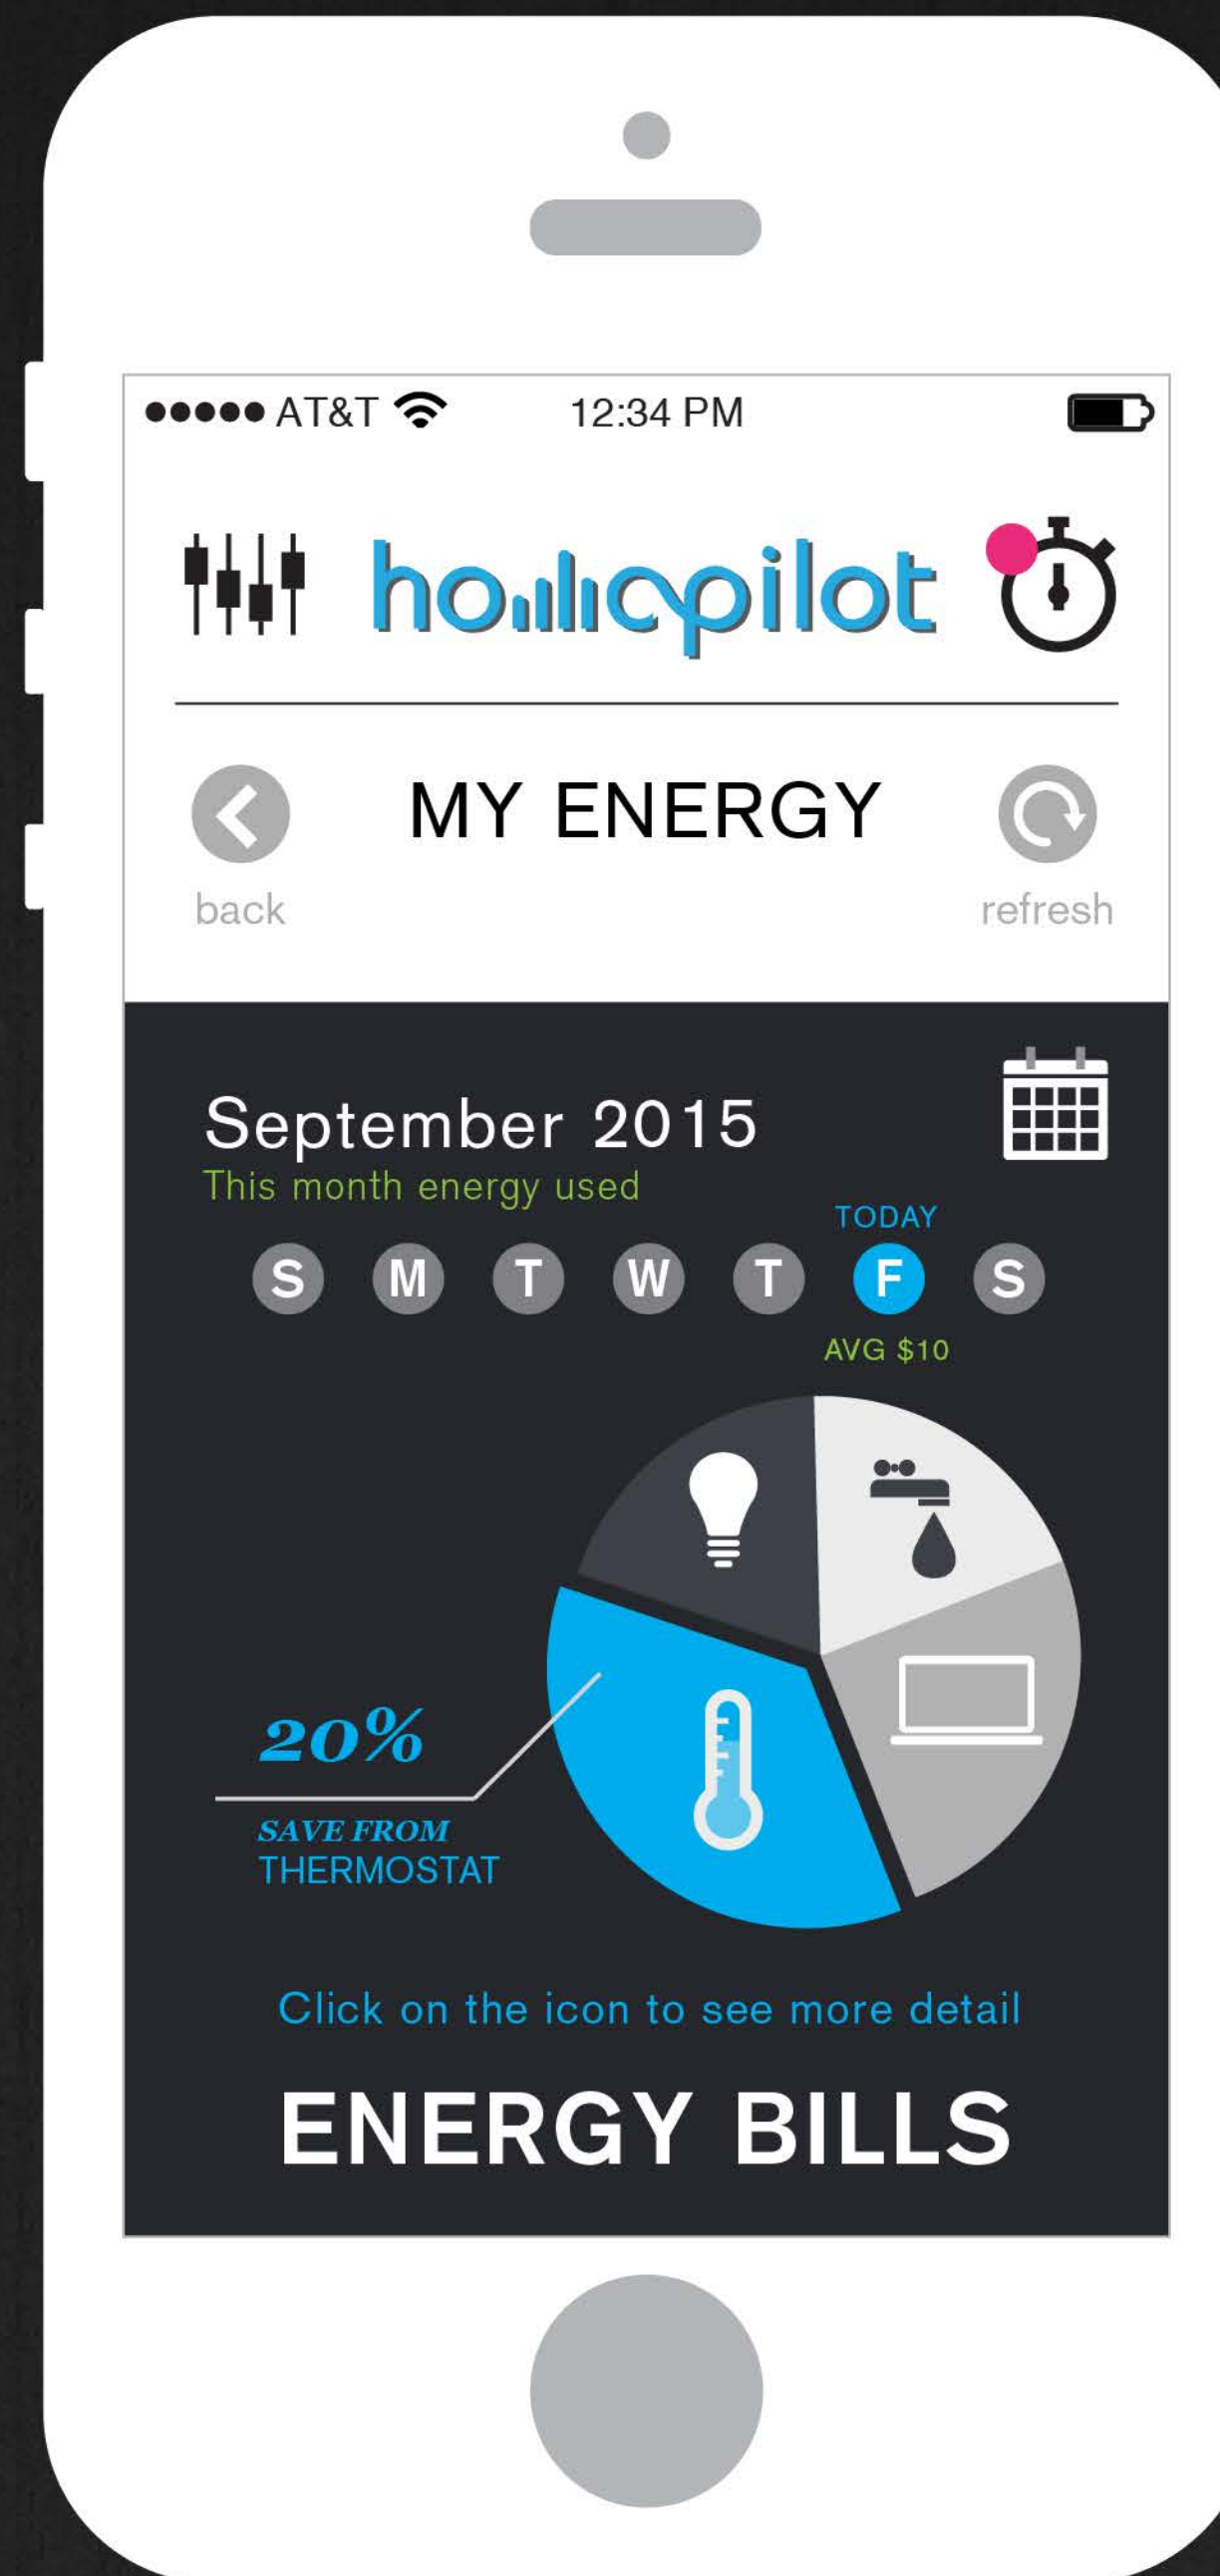 AT&T 12:34 PM
homepilot
MY ENERGY
back refresh
September 2015
This month energy used
TODAY
S M T W T F S
AVG $10
20%
SAVE FROM
THERMOSTAT
Click on the icon to see more detail
ENERGY BILLS